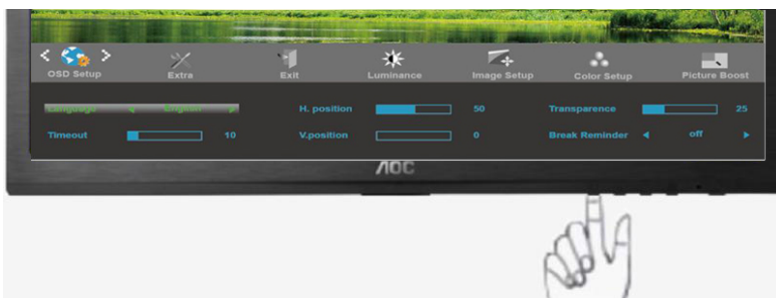 OSD Setup Extra Exit Luminance Image Setup Color Setup Picture Boost
Language English H. position 50 Transparence 25
Timeout 10 V.position 0 Break Reminder off
AOC